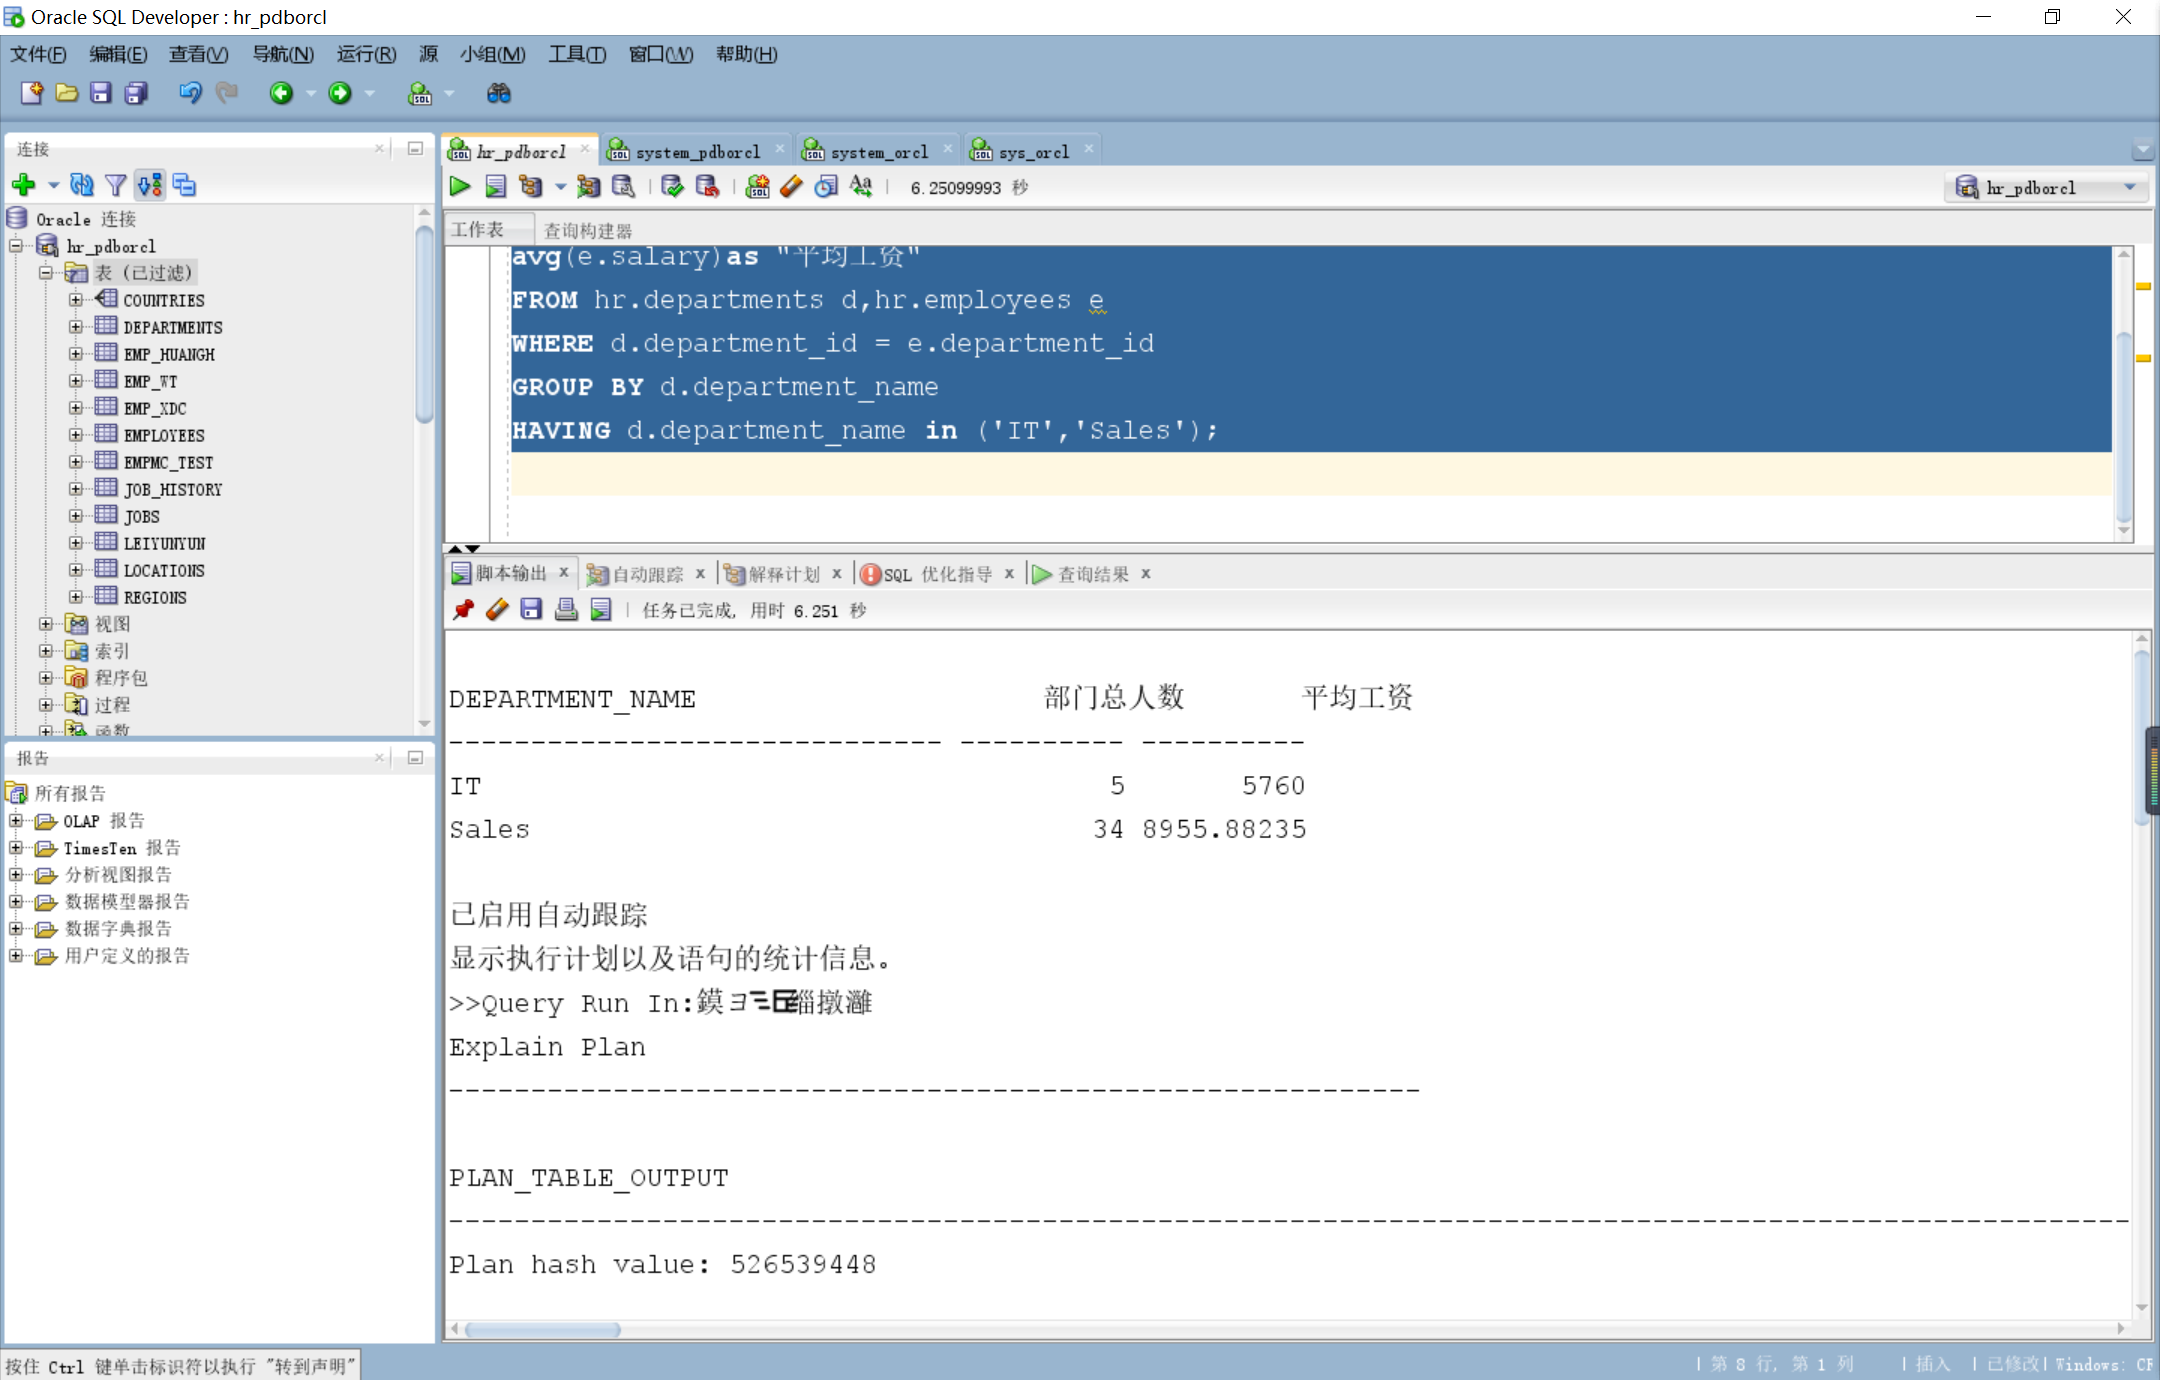 Oracle SQL Developer : hr_pdborcl
文件(F) 编辑(E) 查看(V) 导航(N) 运行(R) 源 小组(M) 工具(T) 窗口(W) 帮助(H)
连接
Oracle 连接
hr_pdborcl
表 (已过滤)
COUNTRIES
DEPARTMENTS
EMP_HUANGH
EMP_WT
EMP_XDC
EMPLOYEES
EMPMC_TEST
JOB_HISTORY
JOBS
LEIYUNYUN
LOCATIONS
REGIONS
视图
索引
程序包
过程
函数
报告
所有报告
OLAP 报告
TimesTen 报告
分析视图报告
数据模型器报告
数据字典报告
用户定义的报告
hr_pdborcl system_pdborcl system_orcl sys_orcl
6.25099993 秒
hr_pdborcl
工作表 查询构建器
avg(e.salary)as "平均工资"
FROM hr.departments d,hr.employees e
WHERE d.department_id = e.department_id
GROUP BY d.department_name
HAVING d.department_name in ('IT','Sales');
脚本输出 x 自动跟踪 x 解释计划 x SQL 优化指导 x 查询结果 x
任务已完成, 用时 6.251 秒
DEPARTMENT_NAME 部门总人数 平均工资
------------------------------ ---------- ----------
IT 5 5760
Sales 34 8955.88235
已启用自动跟踪
显示执行计划以及语句的统计信息。
>>Query Run In:
Explain Plan
-----------------------------------------------------------
PLAN_TABLE_OUTPUT
------------------------------------------------------------------------------------------------------
Plan hash value: 526539448
按住 Ctrl 键单击标识符以执行 "转到声明"
第 8 行, 第 1 列 | 插入 | 已修改| Windows: CR